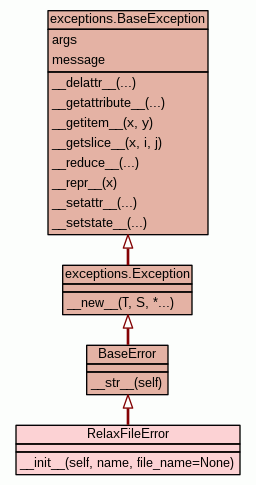 exceptions.BaseException
args
message
__delattr__(...)
__getattribute__(...)
__getitem__(x, y)
__getslice__(x, i, j)
__reduce__(...)
__repr__(x)
__setattr__(...)
__setstate__(...)
exceptions.Exception
__new__(T, S, *...)
BaseError
__str__(self)
RelaxFileError
__init__(self, name, file_name=None)